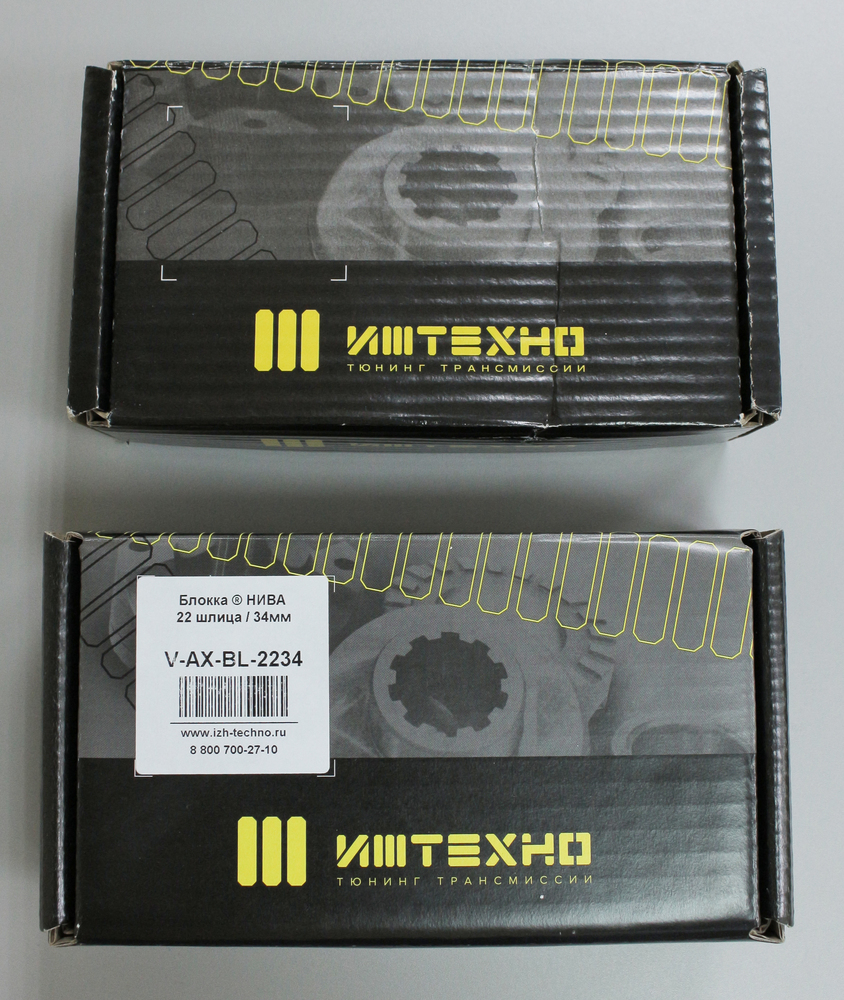 ИЖТЕХНО
ТЮНИНГ ТРАНСМИССИИ
Блокка ® НИВА
22 шлица / 34мм
V-AX-BL-2234
www.izh-techno.ru
8 800 700-27-10
ИЖТЕХНО
ТЮНИНГ ТРАНСМИССИИ